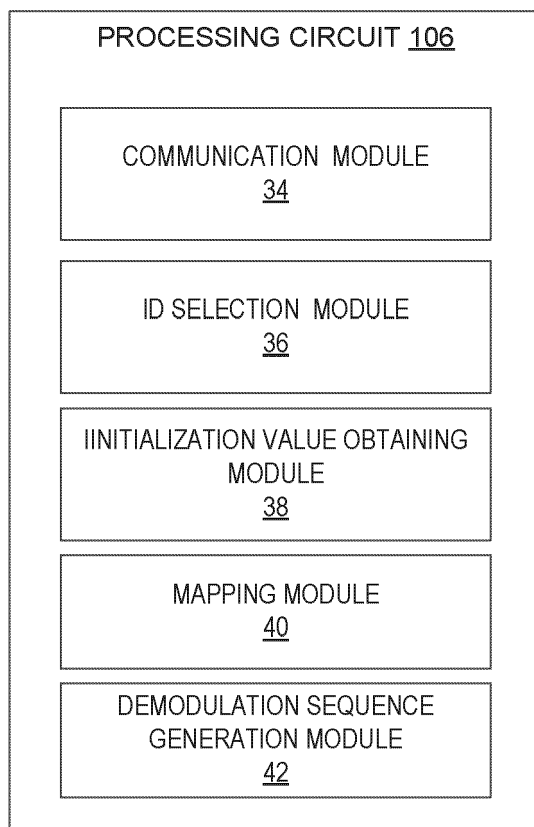 PROCESSING CIRCUIT 106
COMMUNICATION MODULE
34
ID SELECTION MODULE
36
IINITIALIZATION VALUE OBTAINING
MODULE
38
MAPPING MODULE
40
DEMODULATION SEQUENCE
GENERATION MODULE
42